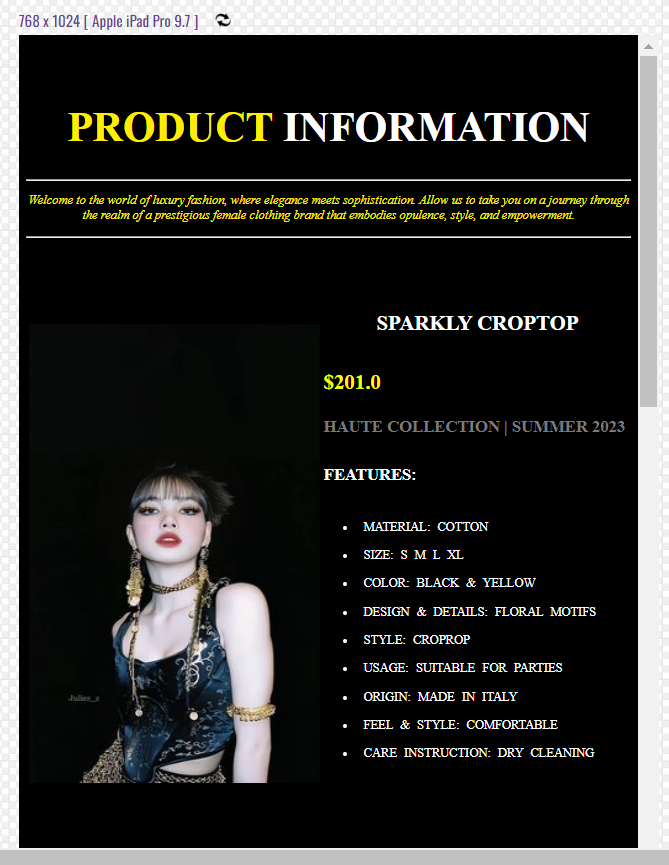 768 x 1024 [ Apple iPad Pro 9.7 ]
PRODUCT INFORMATION
Welcome to the world of luxury fashion, where elegance meets sophistication. Allow us to take you on a journey through
the realm of a prestigious female clothing brand that embodies opulence, style, and empowerment.
SPARKLY CROPTOP
$201.0
HAUTE COLLECTION | SUMMER 2023
FEATURES:
MATERIAL: COTTON
SIZE: S M L XL
COLOR: BLACK & YELLOW
DESIGN & DETAILS: FLORAL MOTIFS
STYLE: CROPROP
USAGE: SUITABLE FOR PARTIES
ORIGIN: MADE IN ITALY
FEEL & STYLE: COMFORTABLE
CARE INSTRUCTION: DRY CLEANING